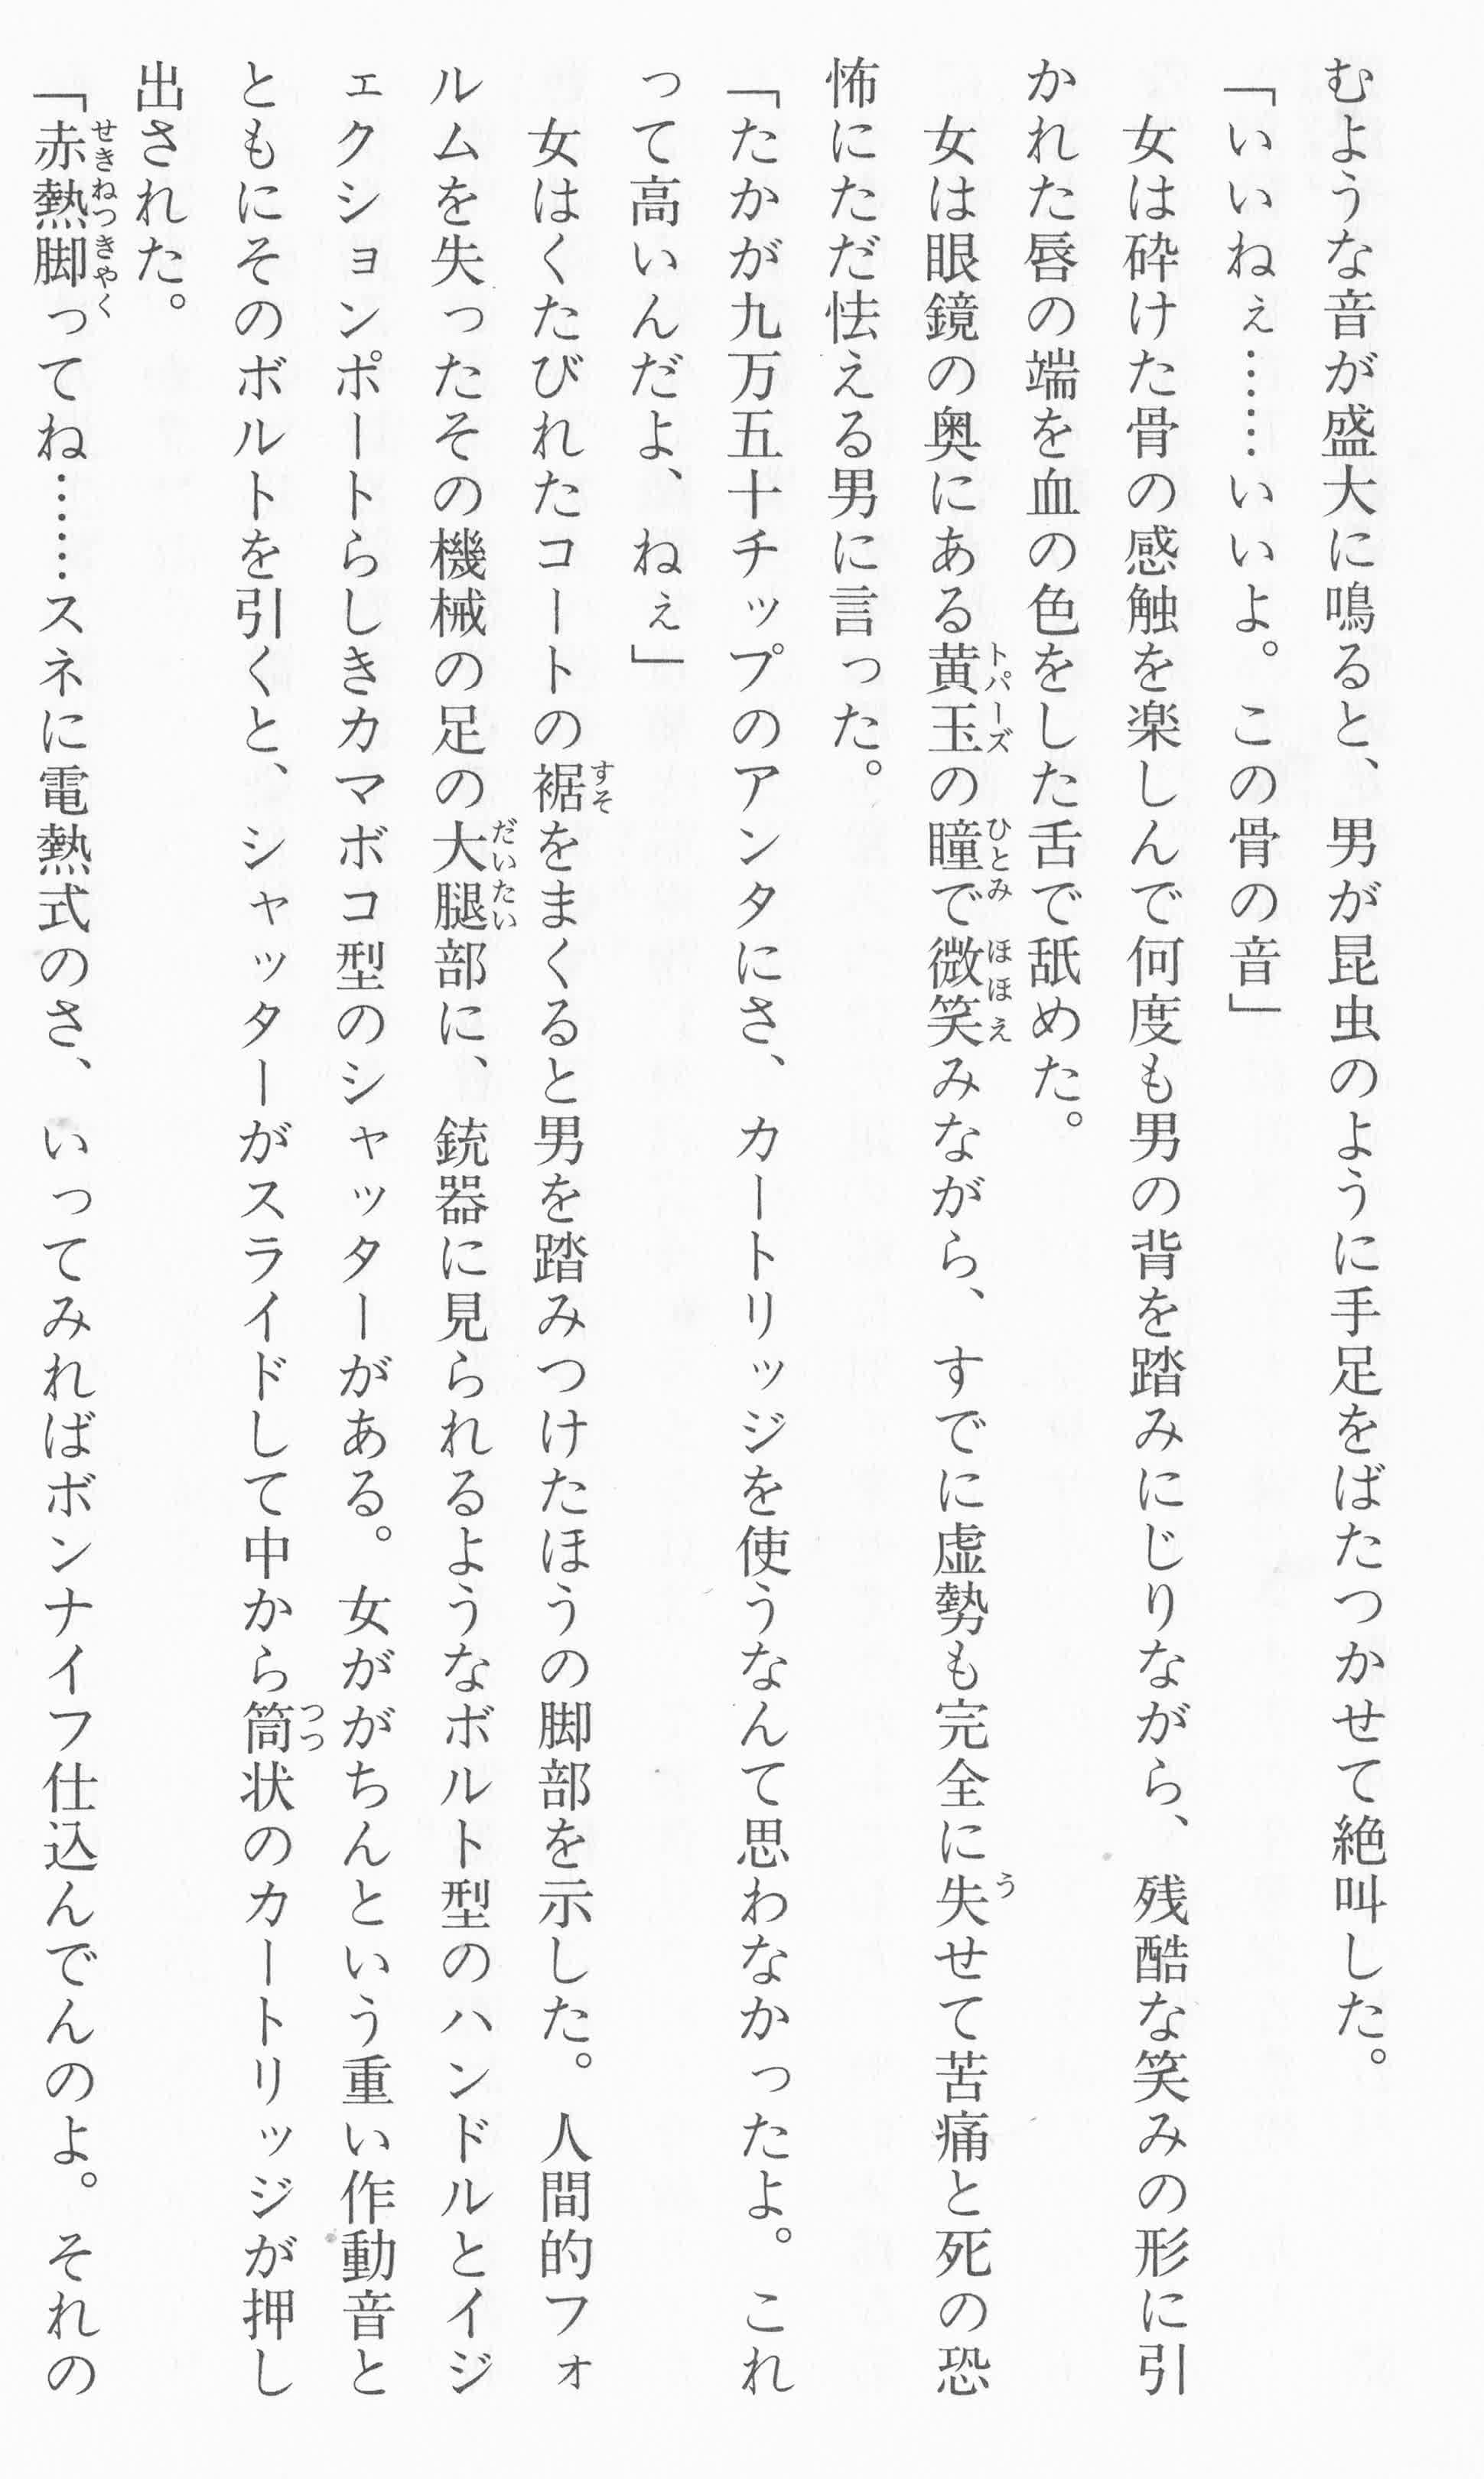 むような音が盛大に鳴ると、男が昆虫のように手足をばたつかせて絶叫した。
「いいねぇ……いいよ。この骨の音」
女は砕けた骨の感触を楽しんで何度も男の背を踏みにじりながら、残酷な笑みの形に引
かれた唇の端を血の色をした舌で舐めた。
女は眼鏡の奥にある黄玉の瞳で微笑みながら、すでに虚勢も完全に失せて苦痛と死の恐
怖にただ怯える男に言った。
「たかが九万五十チップのアンタにさ、カートリッジを使うなんて思わなかったよ。これ
って高いんだよ、ねぇ」
女はくたびれたコートの裾をまくると男を踏みつけたほうの脚部を示した。人間的フォ
ルムを失ったその機械の足の大腿部に、銃器に見られるようなボルト型のハンドルとイジ
ェクションポートらしきカマボコ型のシャッターがある。女ががちんという重い作動音と
ともにそのボルトを引くと、シャッターがスライドして中から筒状のカートリッジが押し
出された。
「赤熱脚ってね……スネに電熱式のさ、いってみればボンナイフ仕込んでんのよ。それの